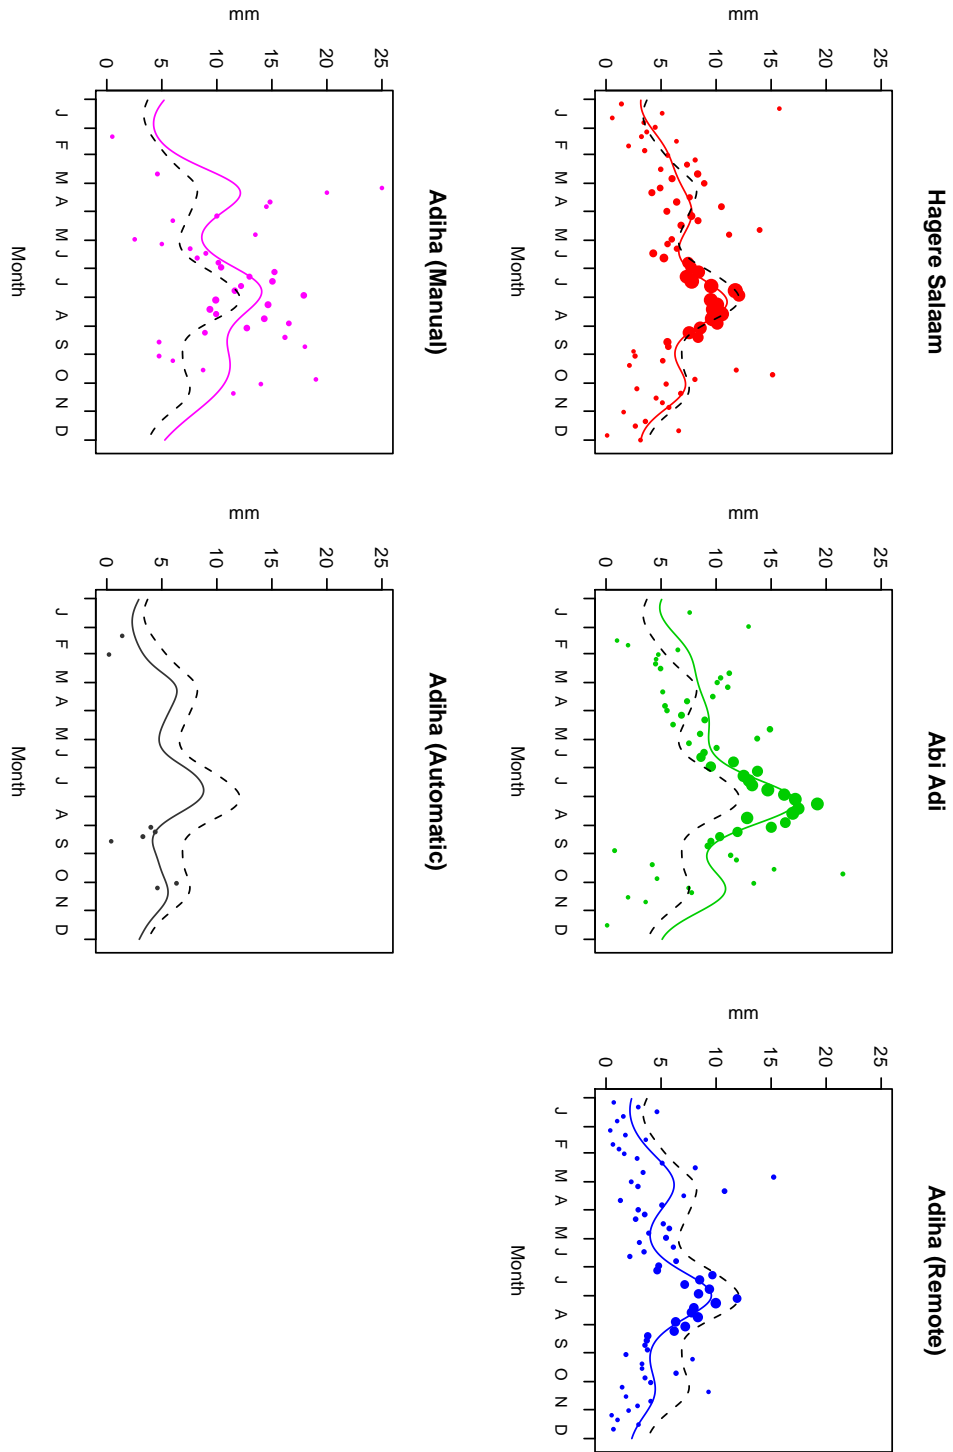 Hagere Salaam
mm
0 5 10 15 20 25
J F M A M J J A S O N D
Month
Abi Adi
mm
0 5 10 15 20 25
J F M A M J J A S O N D
Month
Adiha (Remote)
mm
0 5 10 15 20 25
J F M A M J J A S O N D
Month
Adiha (Manual)
mm
0 5 10 15 20 25
J F M A M J J A S O N D
Month
Adiha (Automatic)
mm
0 5 10 15 20 25
J F M A M J J A S O N D
Month